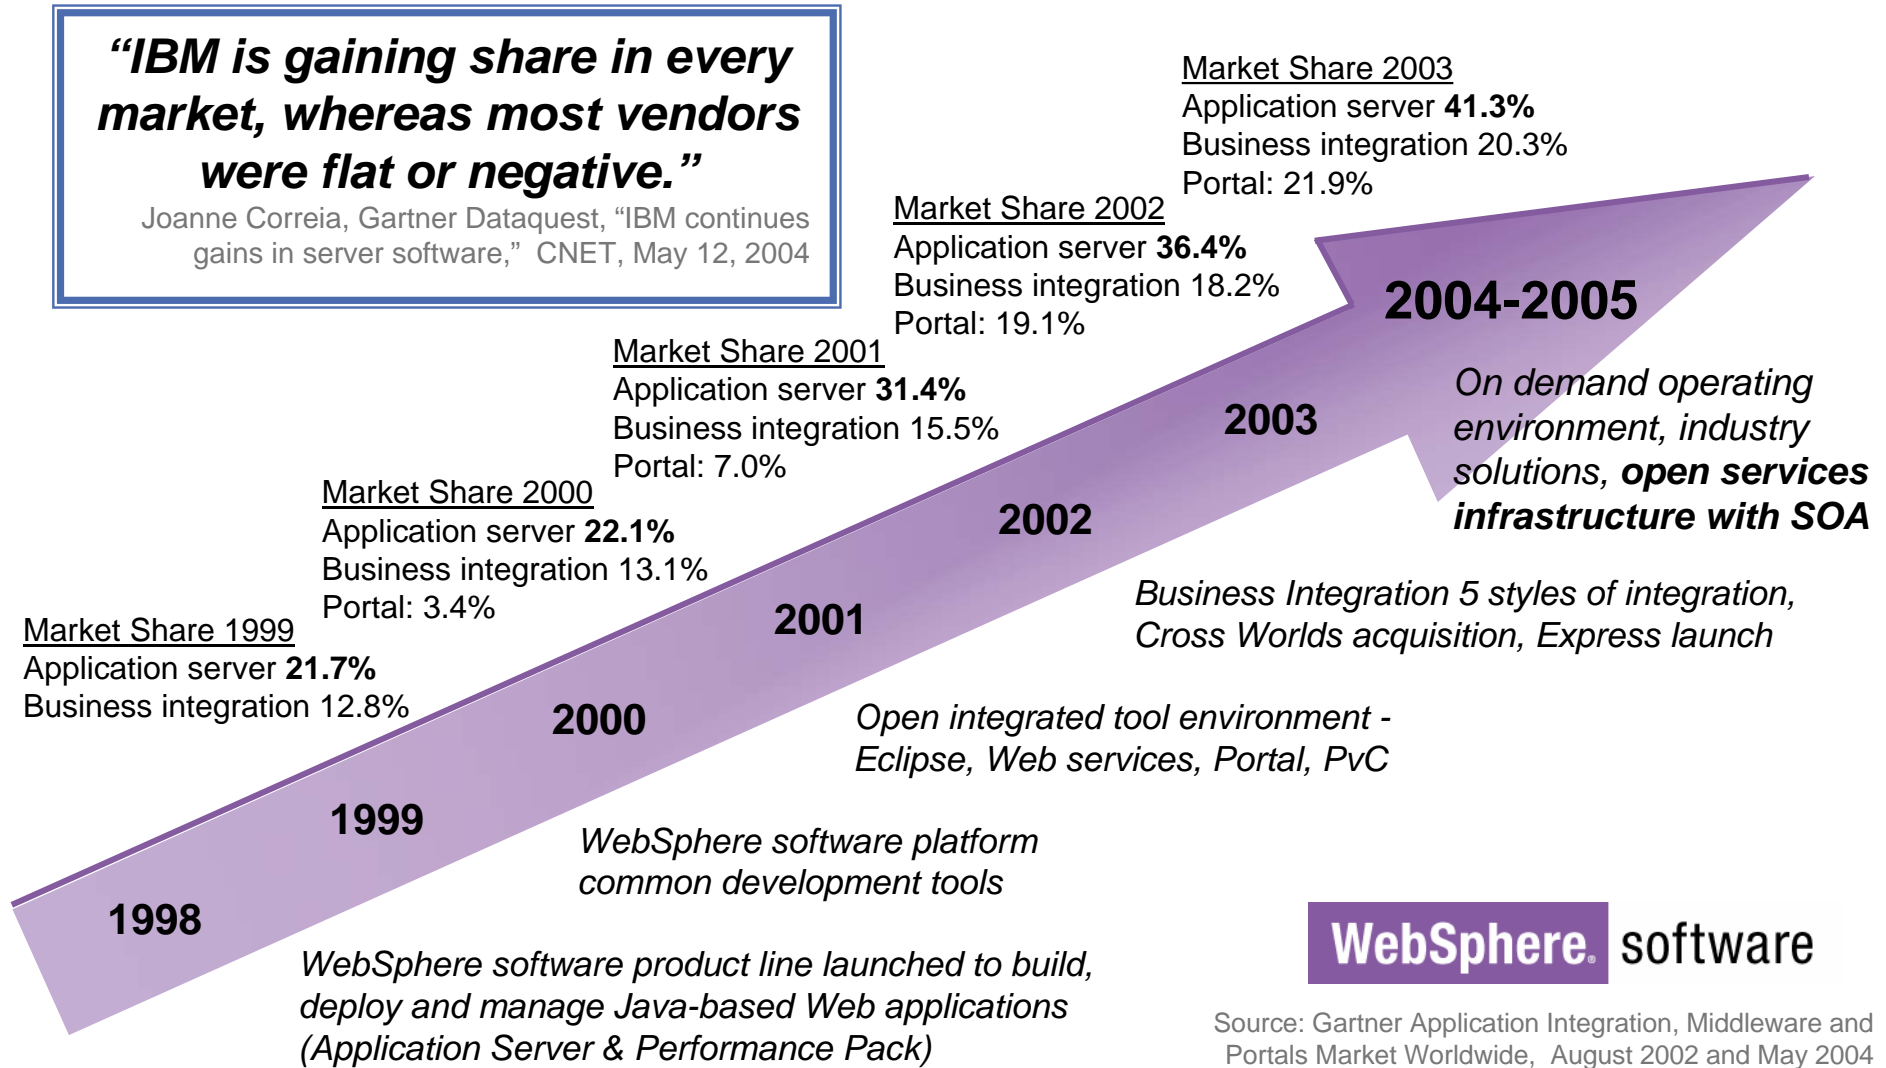 “IBM is gaining share in every
market, whereas most vendors
were flat or negative.”
Joanne Correia, Gartner Dataquest, “IBM continues
gains in server software,” CNET, May 12, 2004
Market Share 2003
Application server 41.3%
Business integration 20.3%
Portal: 21.9%
Market Share 2002
Application server 36.4%
Business integration 18.2%
Portal: 19.1%
Market Share 2001
Application server 31.4%
Business integration 15.5%
Portal: 7.0%
Market Share 2000
Application server 22.1%
Business integration 13.1%
Portal: 3.4%
Market Share 1999
Application server 21.7%
Business integration 12.8%
2004-2005
2003
2002
2001
2000
1999
1998
On demand operating
environment, industry
solutions, open services
infrastructure with SOA
Business Integration 5 styles of integration,
Cross Worlds acquisition, Express launch
Open integrated tool environment -
Eclipse, Web services, Portal, PvC
WebSphere software platform
common development tools
WebSphere software product line launched to build,
deploy and manage Java-based Web applications
(Application Server & Performance Pack)
WebSphere® software
Source: Gartner Application Integration, Middleware and
Portals Market Worldwide, August 2002 and May 2004